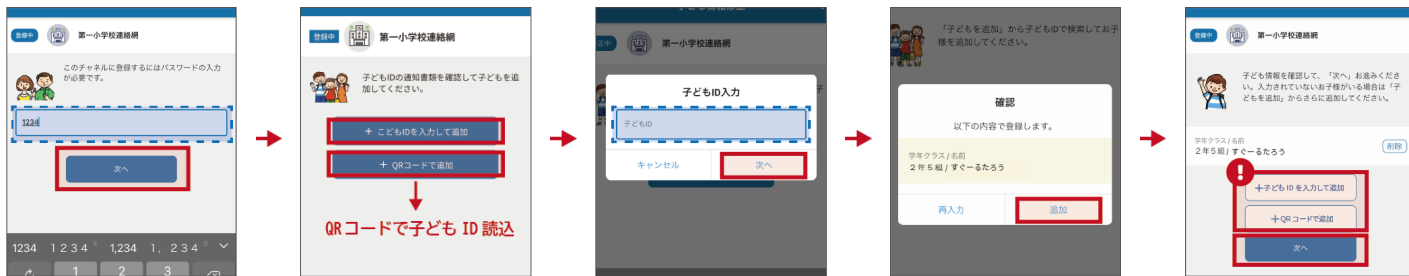 登録中 第一小学校連絡網
このチャネルに登録するにはパスワードの入力
が必要です。
1234
次へ
1234 1 2 3 4 1,234 1, 2 3 4
1 2 3
登録中 第一小学校連絡網
子どもIDの通知書類を確認して子どもを追
加してください。
+ こどもIDを入力して追加
+ QRコードで追加
QRコードで子ども ID 読込
第一小学校連絡網
子どもID入力
子どもID
キャンセル 次へ
「子どもを追加」から子どもIDで検索してお子
様を追加してください。
確認
以下の内容で登録します。
学年クラス / 名前
2年5組 / すぐーるたろう
再入力 追加
登録中 第一小学校連絡網
子ども情報を確認して、「次へ」お進みくださ
い。入力されていないお子様がいる場合は「子
どもを追加」からさらに追加してください。
学年クラス / 名前
2年5組 / すぐーるたろう
削除
!
+子ども ID を入力して追加
+QRコードで追加
次へ